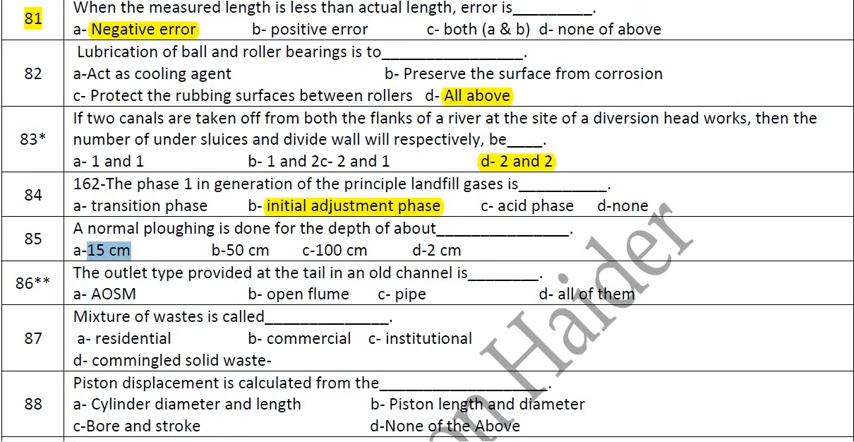 81 When the measured length is less than actual length, error is_________.
a- Negative error b- positive error c- both (a & b) d- none of above
82 Lubrication of ball and roller bearings is to________________.
a-Act as cooling agent b- Preserve the surface from corrosion
c- Protect the rubbing surfaces between rollers d- All above
83* If two canals are taken off from both the flanks of a river at the site of a diversion head works, then the
number of under sluices and divide wall will respectively, be____.
a- 1 and 1 b- 1 and 2c- 2 and 1 d- 2 and 2
84 162-The phase 1 in generation of the principle landfill gases is__________.
a- transition phase b- initial adjustment phase c- acid phase d-none
85 A normal ploughing is done for the depth of about_______________.
a-15 cm b-50 cm c-100 cm d-2 cm
86** The outlet type provided at the tail in an old channel is________.
a- AOSM b- open flume c- pipe d- all of them
87 Mixture of wastes is called______________.
a- residential b- commercial c- institutional
d- commingled solid waste-
88 Piston displacement is calculated from the___________________.
a- Cylinder diameter and length b- Piston length and diameter
c-Bore and stroke d-None of the Above
Haider